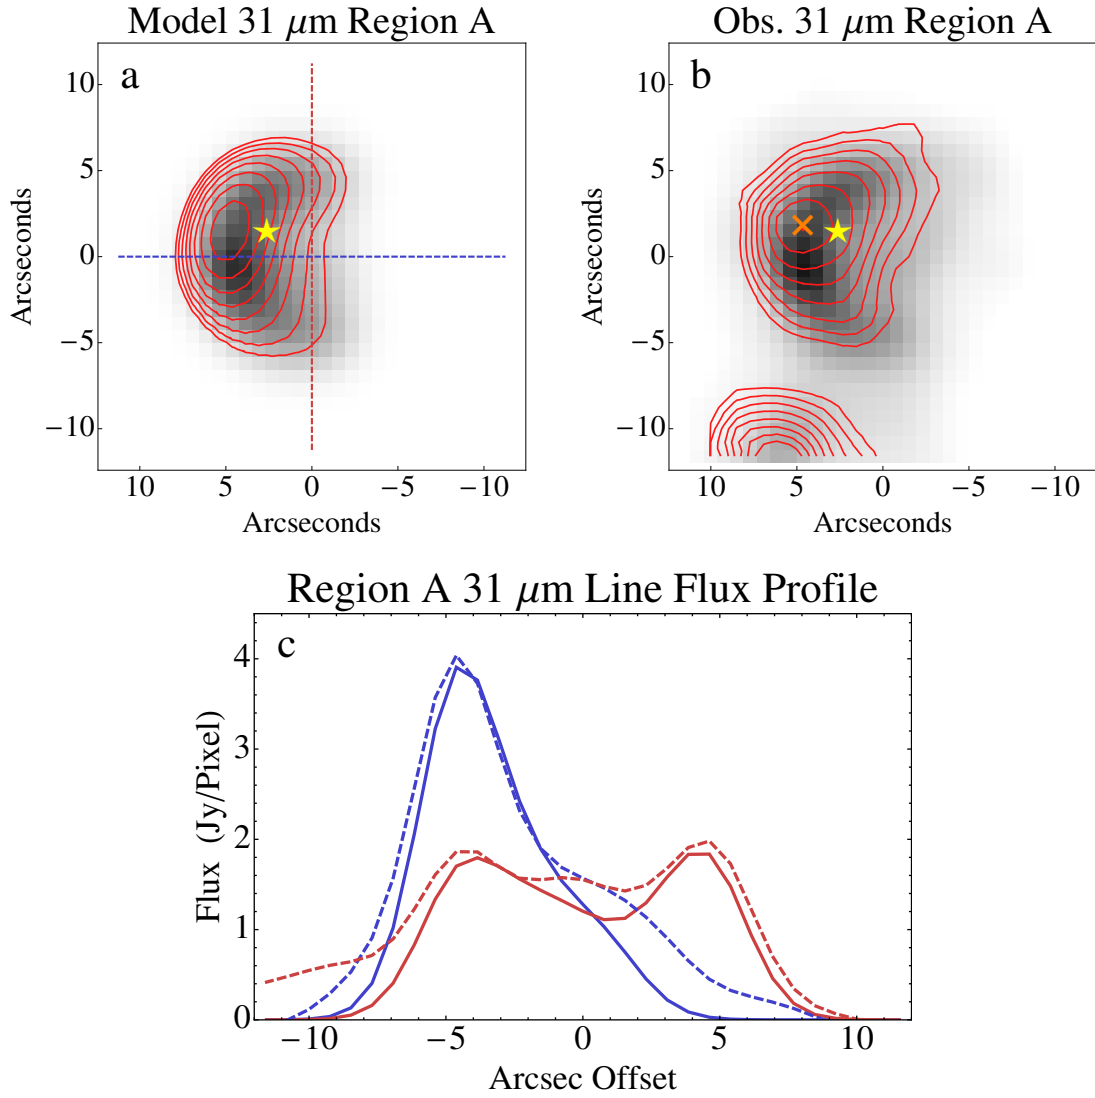 Model 31 μm Region A
a
10
5
0
−5
−10
Arcseconds
10 5 0 −5 −10
Arcseconds
Obs. 31 μm Region A
b
10
5
0
−5
−10
Arcseconds
10 5 0 −5 −10
Arcseconds
Region A 31 μm Line Flux Profile
c
4
3
2
1
0
Flux (Jy/Pixel)
−10 −5 0 5 10
Arcsec Offset